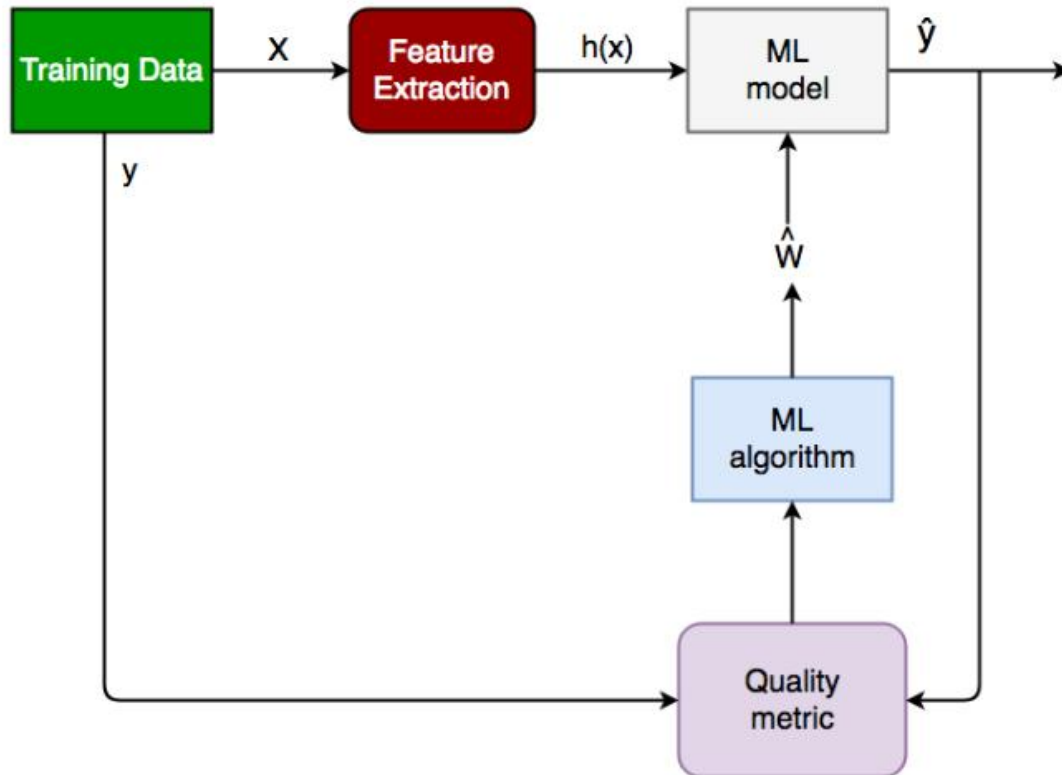 Training Data
X
Feature
Extraction
h(x)
ML
model
ŷ
y
ŵ
ML
algorithm
Quality
metric